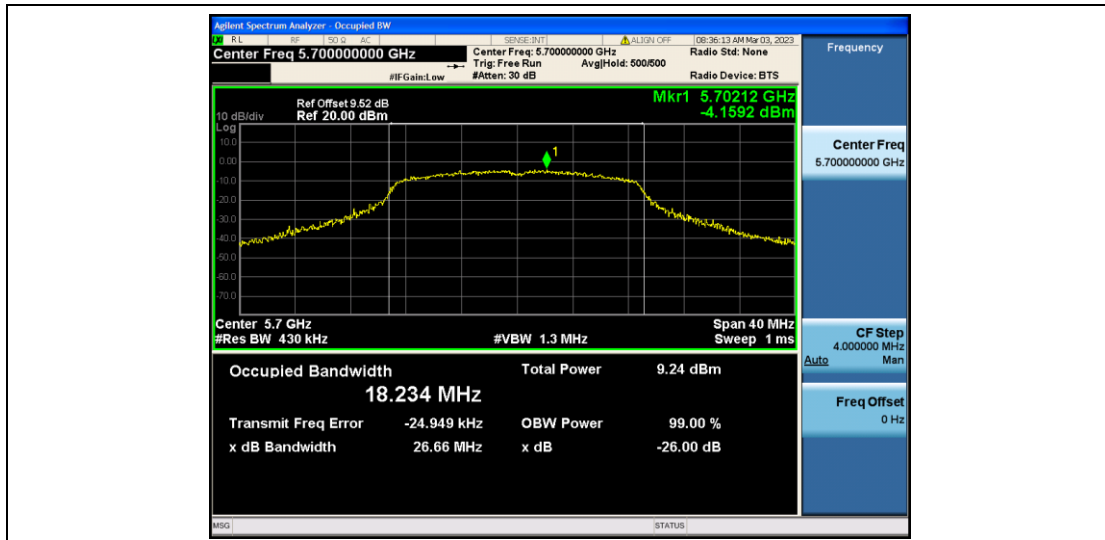 Agilent Spectrum Analyzer - Occupied BW
RL RF 50 Ω AC SENSE:INT ALIGN OFF 08:36:13 AM Mar 03, 2023
Center Freq 5.700000000 GHz Center Freq: 5.700000000 GHz Radio Std: None
Trig: Free Run Avg|Hold: 500/500
#IFGain:Low #Atten: 30 dB Radio Device: BTS
Frequency
Mkr1 5.70212 GHz
-4.1592 dBm
Ref Offset 9.52 dB
10 dB/div Ref 20.00 dBm
Log
10.0
0.00
-10.0
-20.0
-30.0
-40.0
-50.0
-60.0
-70.0
1
Center Freq
5.700000000 GHz
Center 5.7 GHz Span 40 MHz
#Res BW 430 kHz #VBW 1.3 MHz Sweep 1 ms
CF Step
4.000000 MHz
Auto Man
Occupied Bandwidth Total Power 9.24 dBm
18.234 MHz
Transmit Freq Error -24.949 kHz OBW Power 99.00 %
x dB Bandwidth 26.66 MHz x dB -26.00 dB
Freq Offset
0 Hz
MSG STATUS